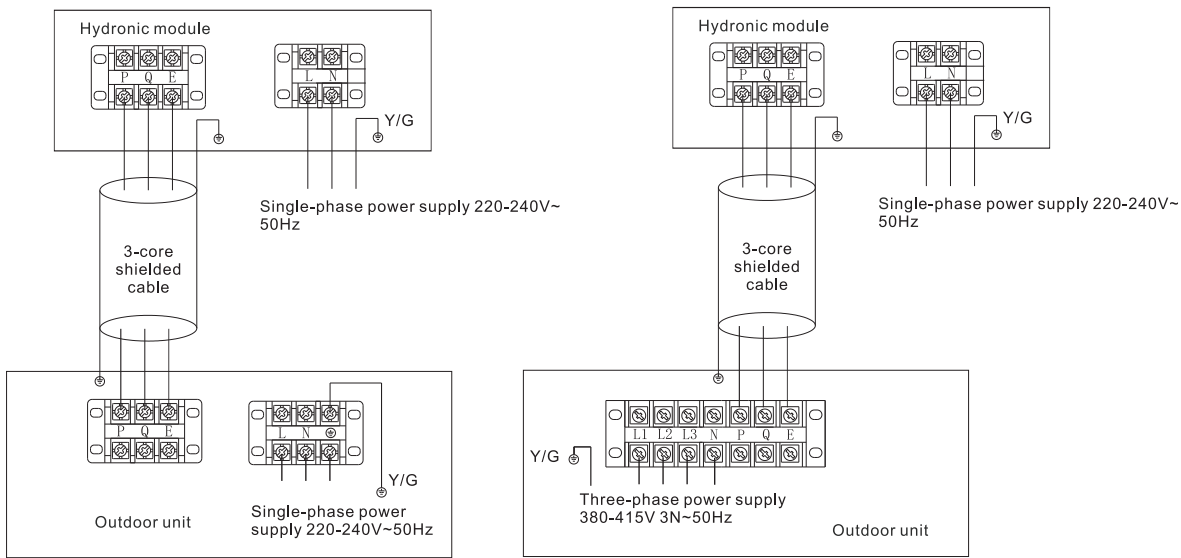 Hydronic module
P Q E
L N
Y/G
Single-phase power supply 220-240V~
50Hz
3-core
shielded
cable
P Q E
L N
Y/G
Single-phase power
supply 220-240V~50Hz
Outdoor unit
Hydronic module
P Q E
L N
Y/G
Single-phase power supply 220-240V~
50Hz
3-core
shielded
cable
L1 L2 L3 N P Q E
Y/G
Three-phase power supply
380-415V 3N~50Hz
Outdoor unit